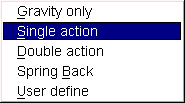 Gravity only
Single action
Double action
Spring Back
User define